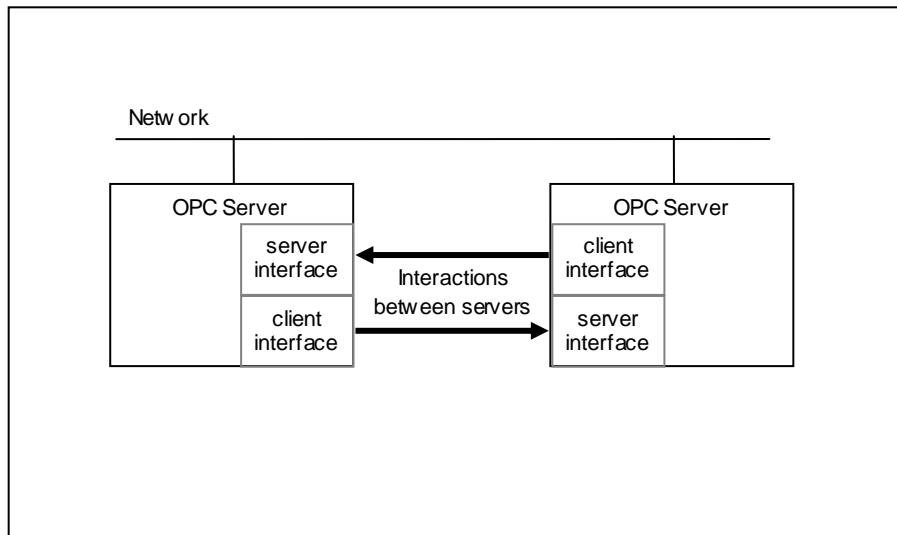 Network
OPC Server
OPC Server
server
interface
client
interface
Interactions
between servers
client
interface
server
interface